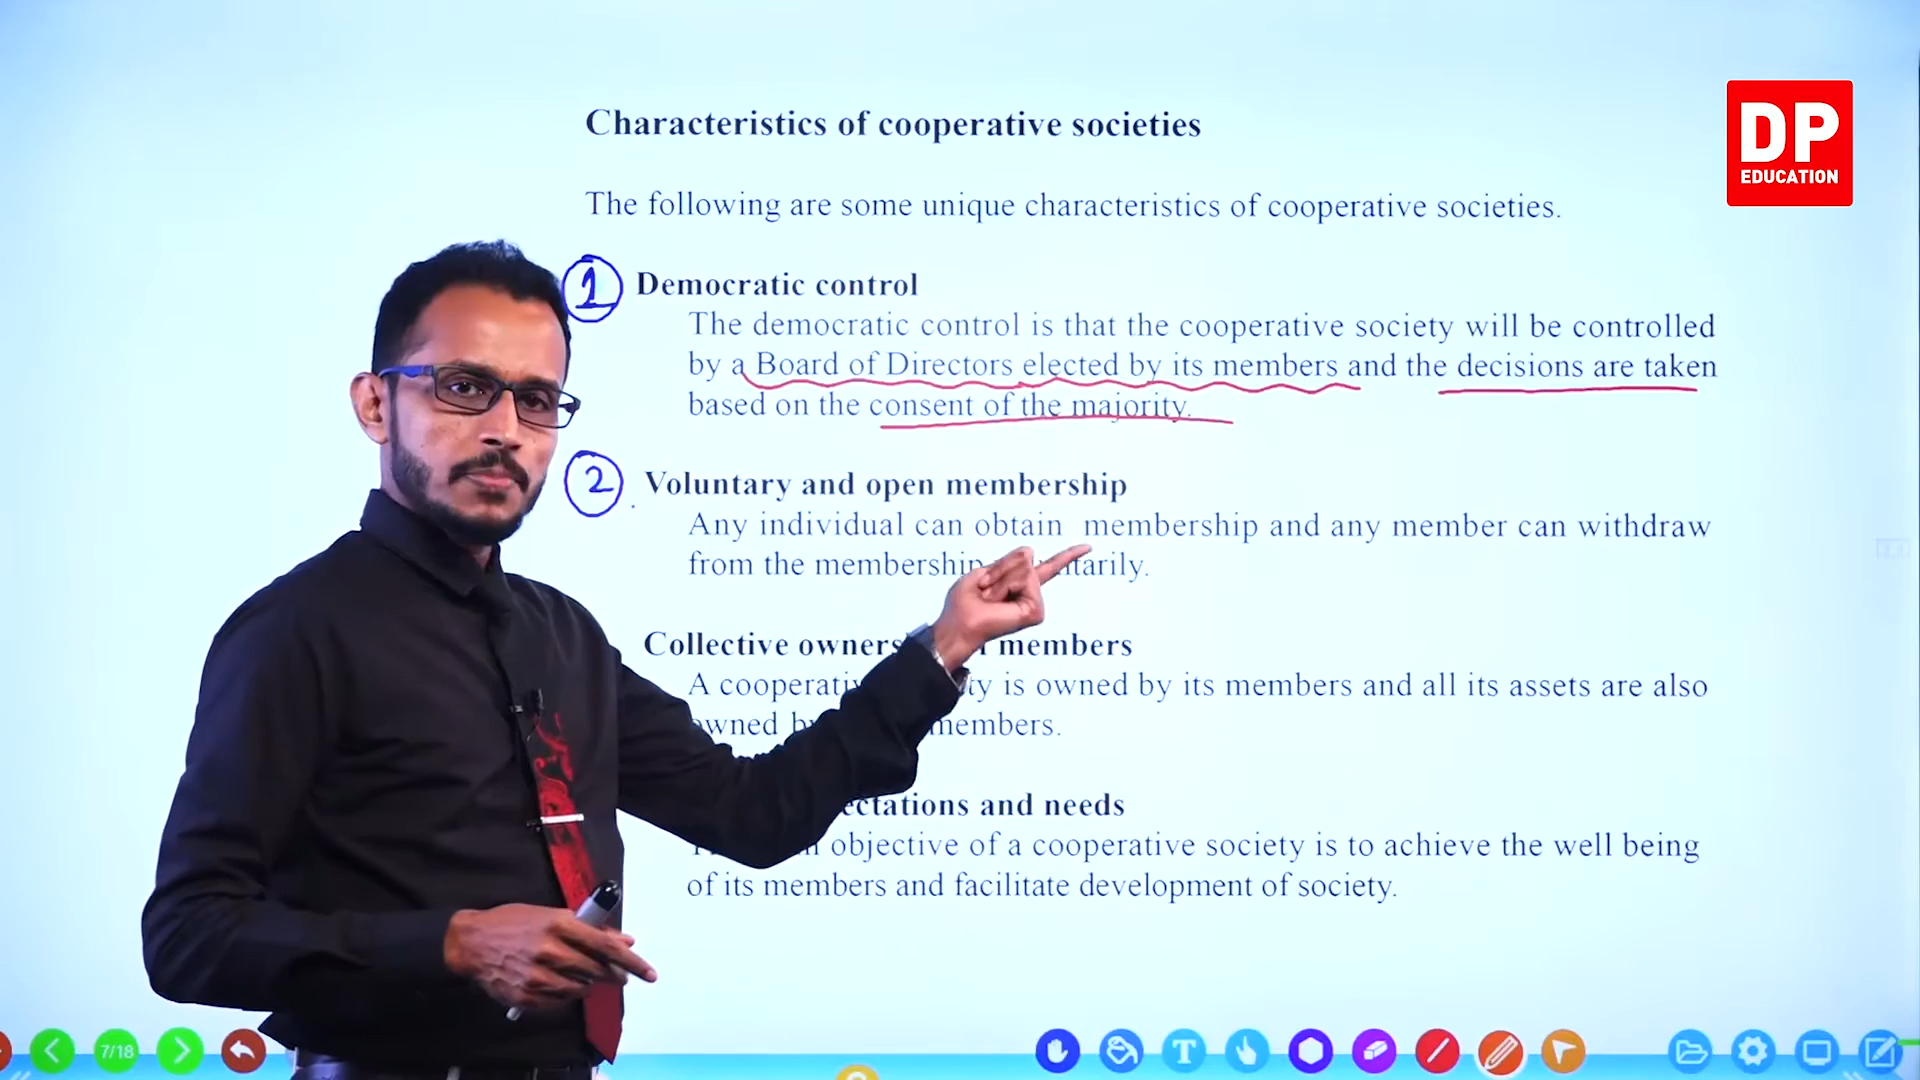 DP
EDUCATION
Characteristics of cooperative societies
The following are some unique characteristics of cooperative societies.
1 Democratic control
The democratic control is that the cooperative society will be controlled
by a Board of Directors elected by its members and the decisions are taken
based on the consent of the majority.
2 Voluntary and open membership
Any individual can obtain membership and any member can withdraw
from the membership
Collective members
A is owned by its members and all its assets are also
members.
and needs
objective of a cooperative society is to achieve the well being
of its members and facilitate development of society.
7/18
T